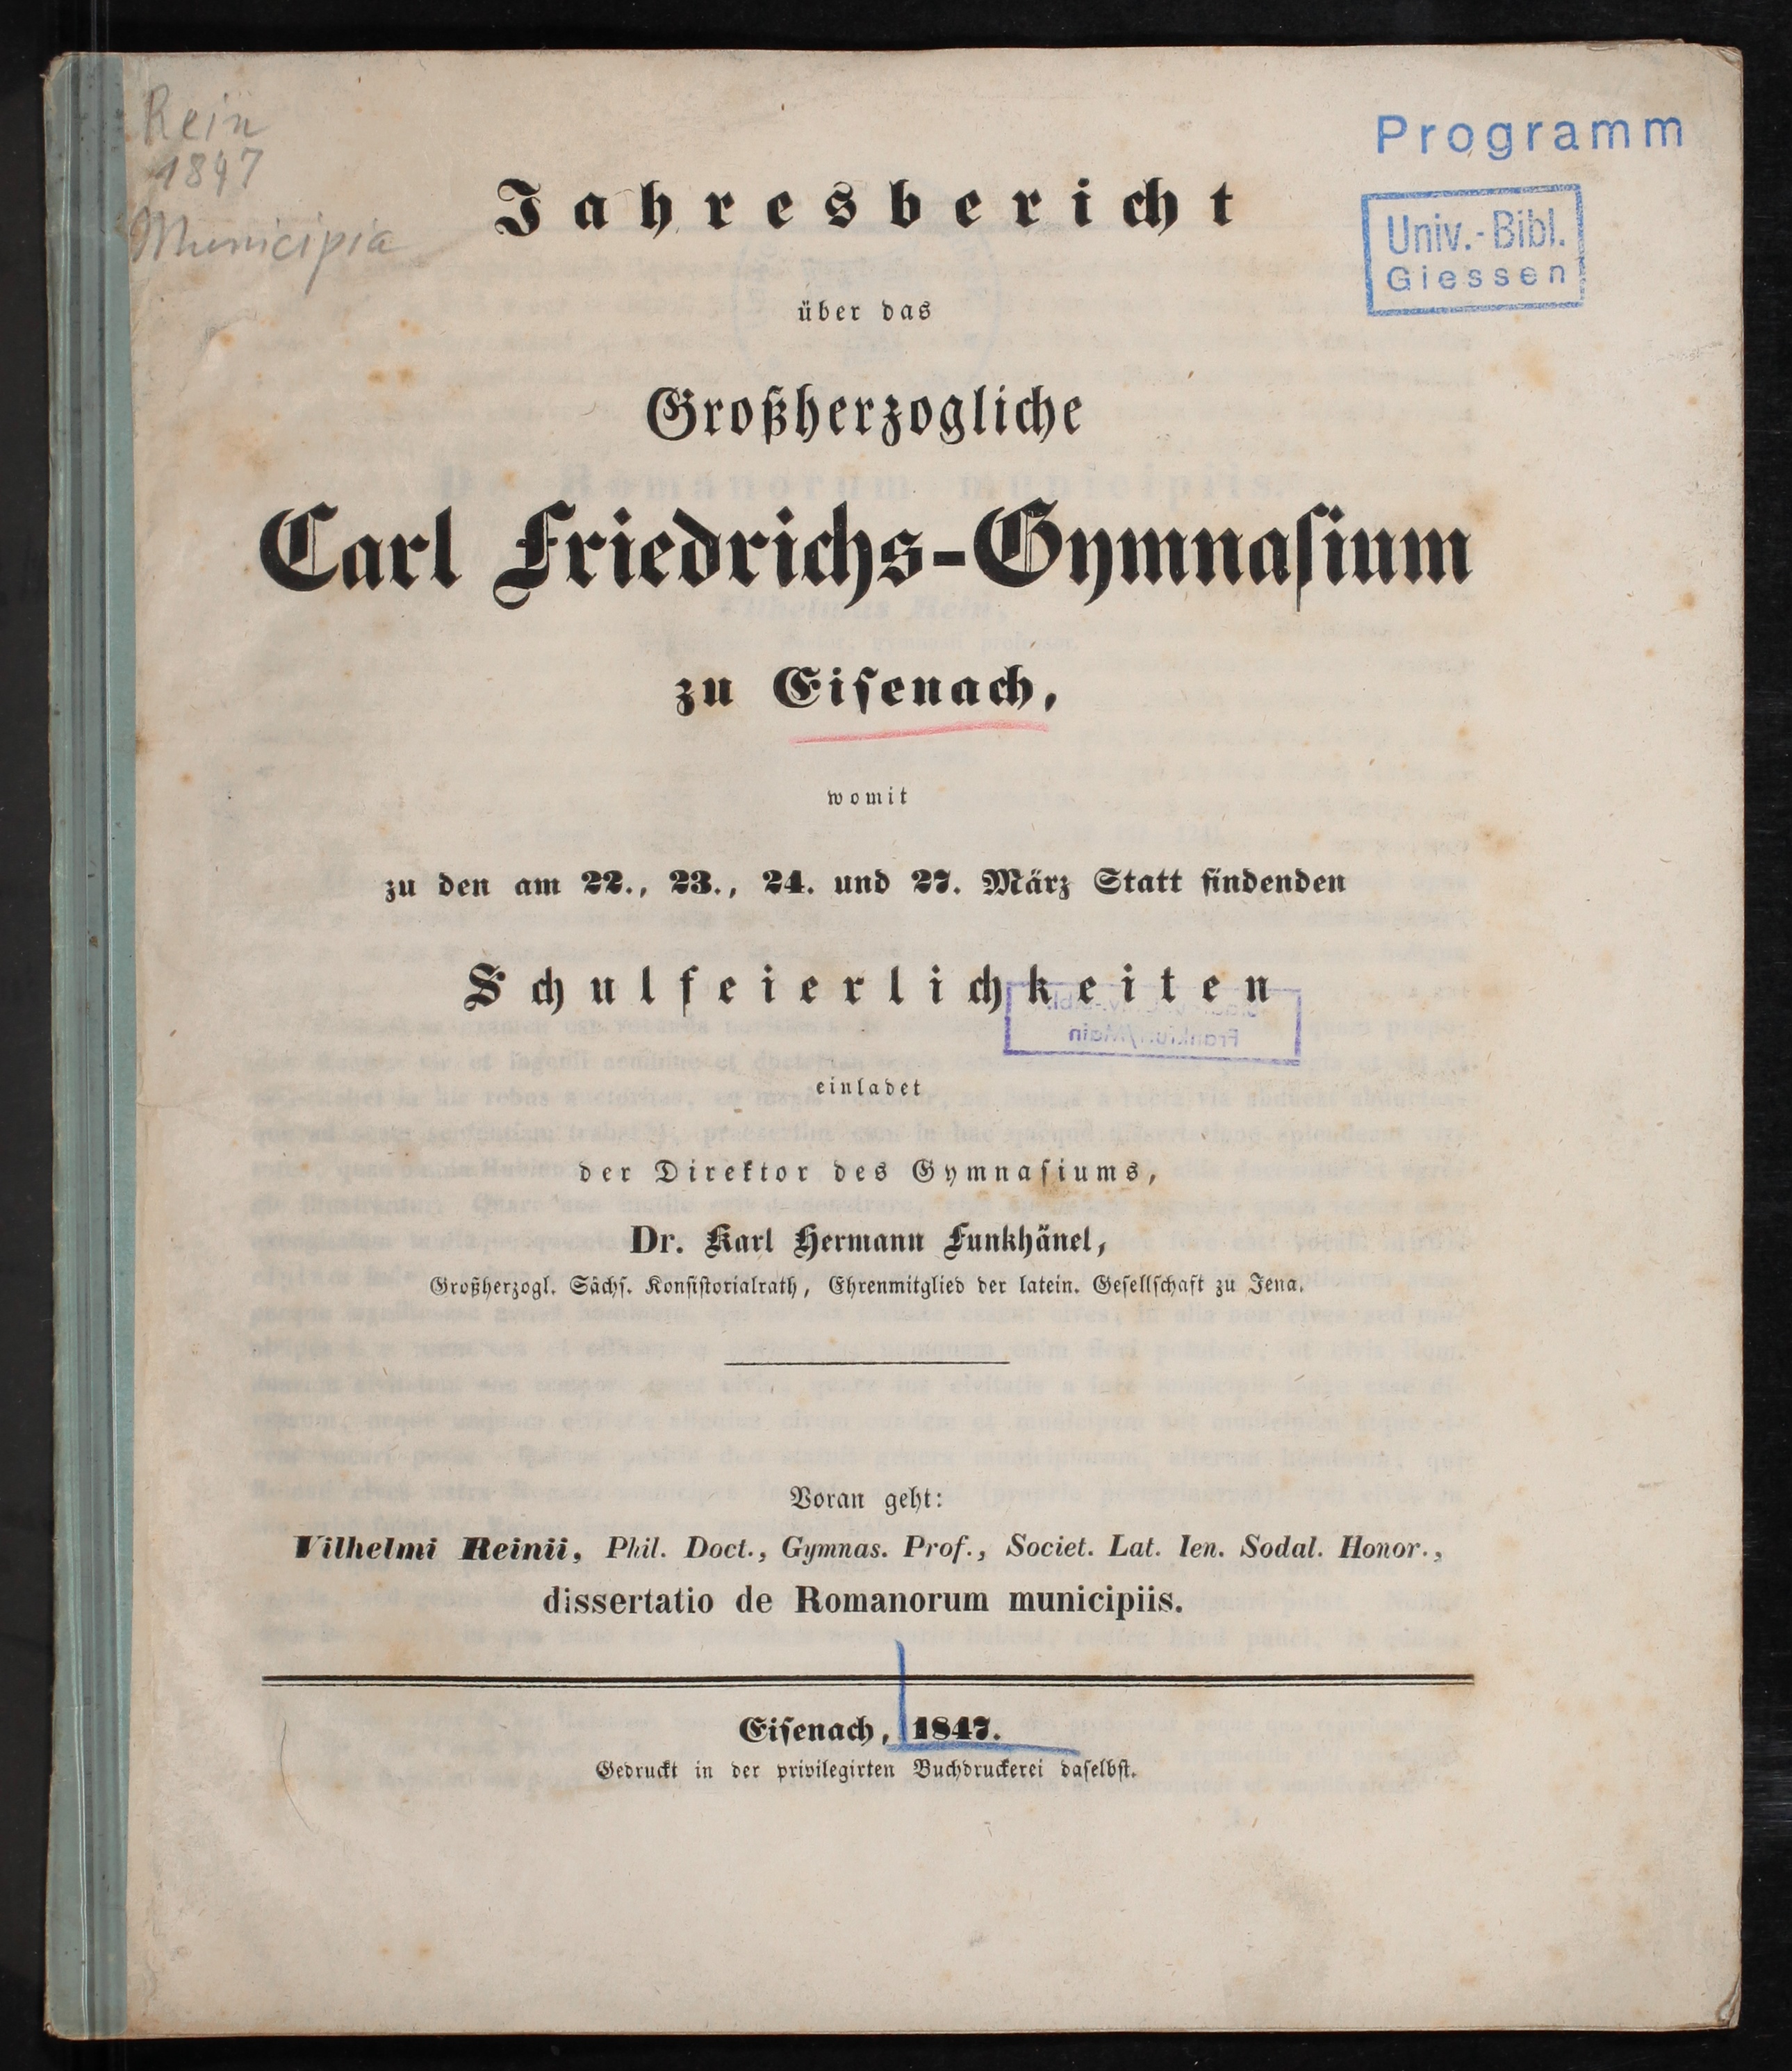 Rein
1847
Municipia
Programm
Univ.-Bibl.
Giessen
Jahresbericht
über das
Großherzogliche
Carl Friedrichs-Gymnaſium
zu Eiſenach,
womit
zu den am 22., 23., 24. und 27. März Statt findenden
Schulfeierlichkeiten
einladet
der Direktor des Gymnaſiums,
Dr. Karl Hermann Funkhänel,
Großherzogl. Sächſ. Konſiſtorialrath, Ehrenmitglied der latein. Geſellſchaft zu Jena.
Voran geht:
Vilhelmi Reinii, Phil. Doct., Gymnas. Prof., Societ. Lat. Ien. Sodal. Honor.,
dissertatio de Romanorum municipiis.
Eiſenach, 1847.
Gedruckt in der privilegirten Buchdruckerei daſelbſt.